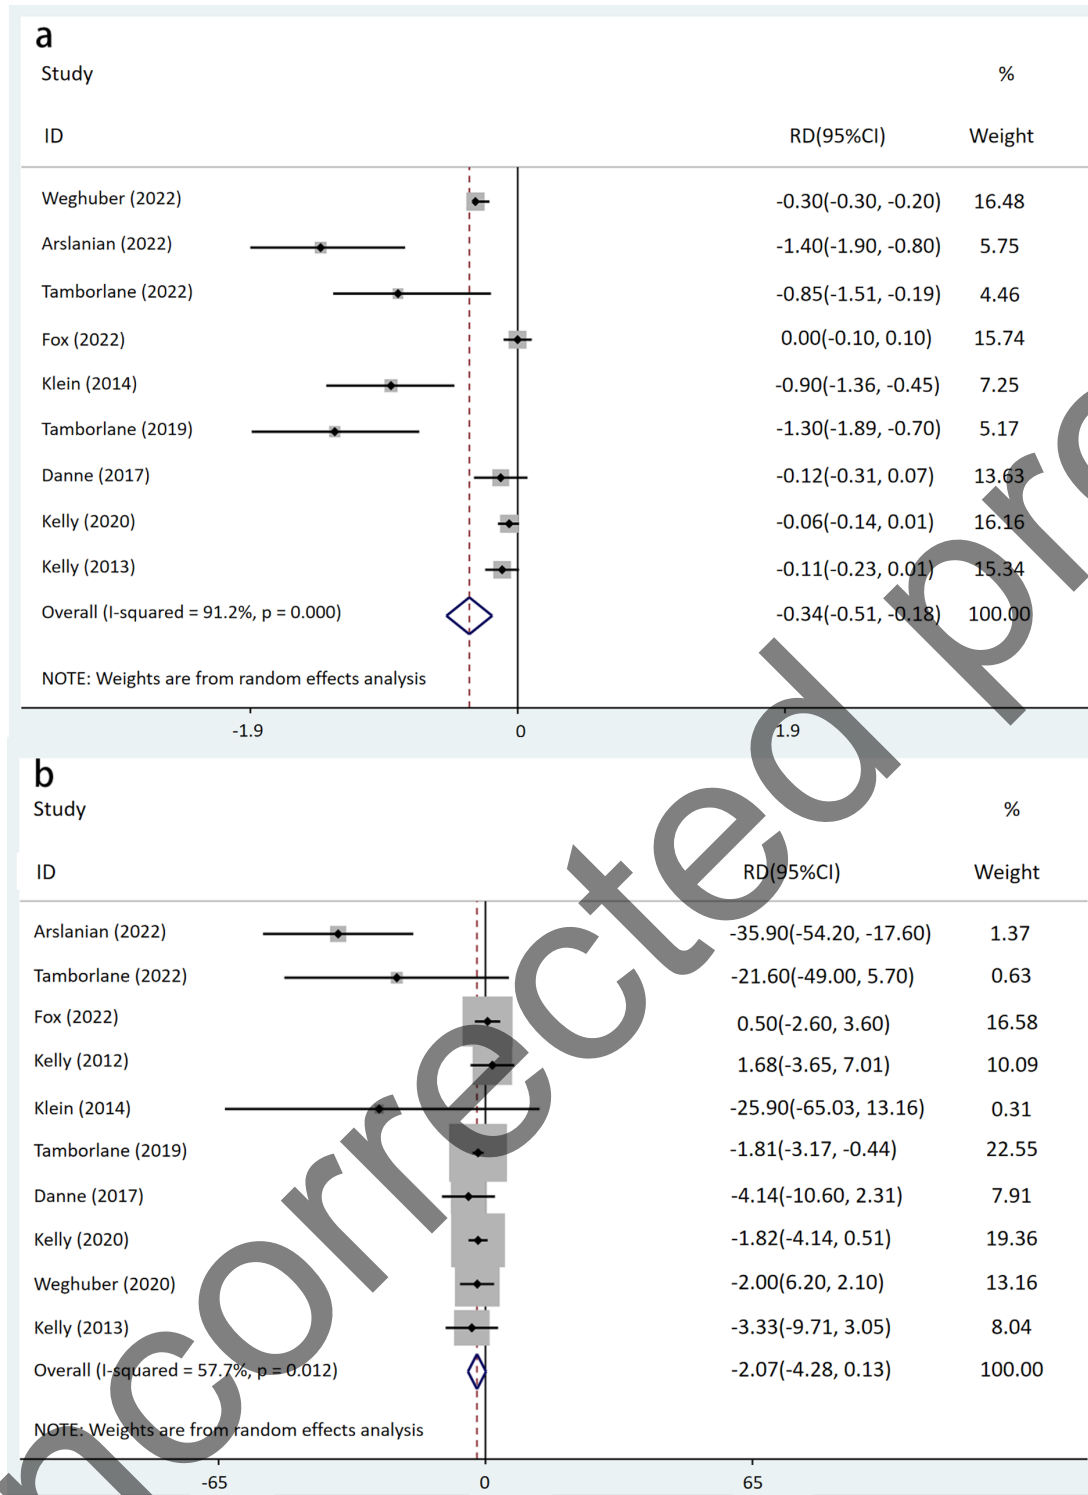 a
Study %
ID RD(95%CI) Weight
Weghuber (2022) -0.30(-0.30, -0.20) 16.48
Arslanian (2022) -1.40(-1.90, -0.80) 5.75
Tamborlane (2022) -0.85(-1.51, -0.19) 4.46
Fox (2022) 0.00(-0.10, 0.10) 15.74
Klein (2014) -0.90(-1.36, -0.45) 7.25
Tamborlane (2019) -1.30(-1.89, -0.70) 5.17
Danne (2017) -0.12(-0.31, 0.07) 13.63
Kelly (2020) -0.06(-0.14, 0.01) 16.16
Kelly (2013) -0.11(-0.23, 0.01) 15.34
Overall (I-squared = 91.2%, p = 0.000) -0.34(-0.51, -0.18) 100.00
NOTE: Weights are from random effects analysis
-1.9 0 1.9
b
Study %
ID RD(95%CI) Weight
Arslanian (2022) -35.90(-54.20, -17.60) 1.37
Tamborlane (2022) -21.60(-49.00, 5.70) 0.63
Fox (2022) 0.50(-2.60, 3.60) 16.58
Kelly (2012) 1.68(-3.65, 7.01) 10.09
Klein (2014) -25.90(-65.03, 13.16) 0.31
Tamborlane (2019) -1.81(-3.17, -0.44) 22.55
Danne (2017) -4.14(-10.60, 2.31) 7.91
Kelly (2020) -1.82(-4.14, 0.51) 19.36
Weghuber (2020) -2.00(6.20, 2.10) 13.16
Kelly (2013) -3.33(-9.71, 3.05) 8.04
Overall (I-squared = 57.7%, p = 0.012) -2.07(-4.28, 0.13) 100.00
NOTE: Weights are from random effects analysis
-65 0 65
ncorrected pr